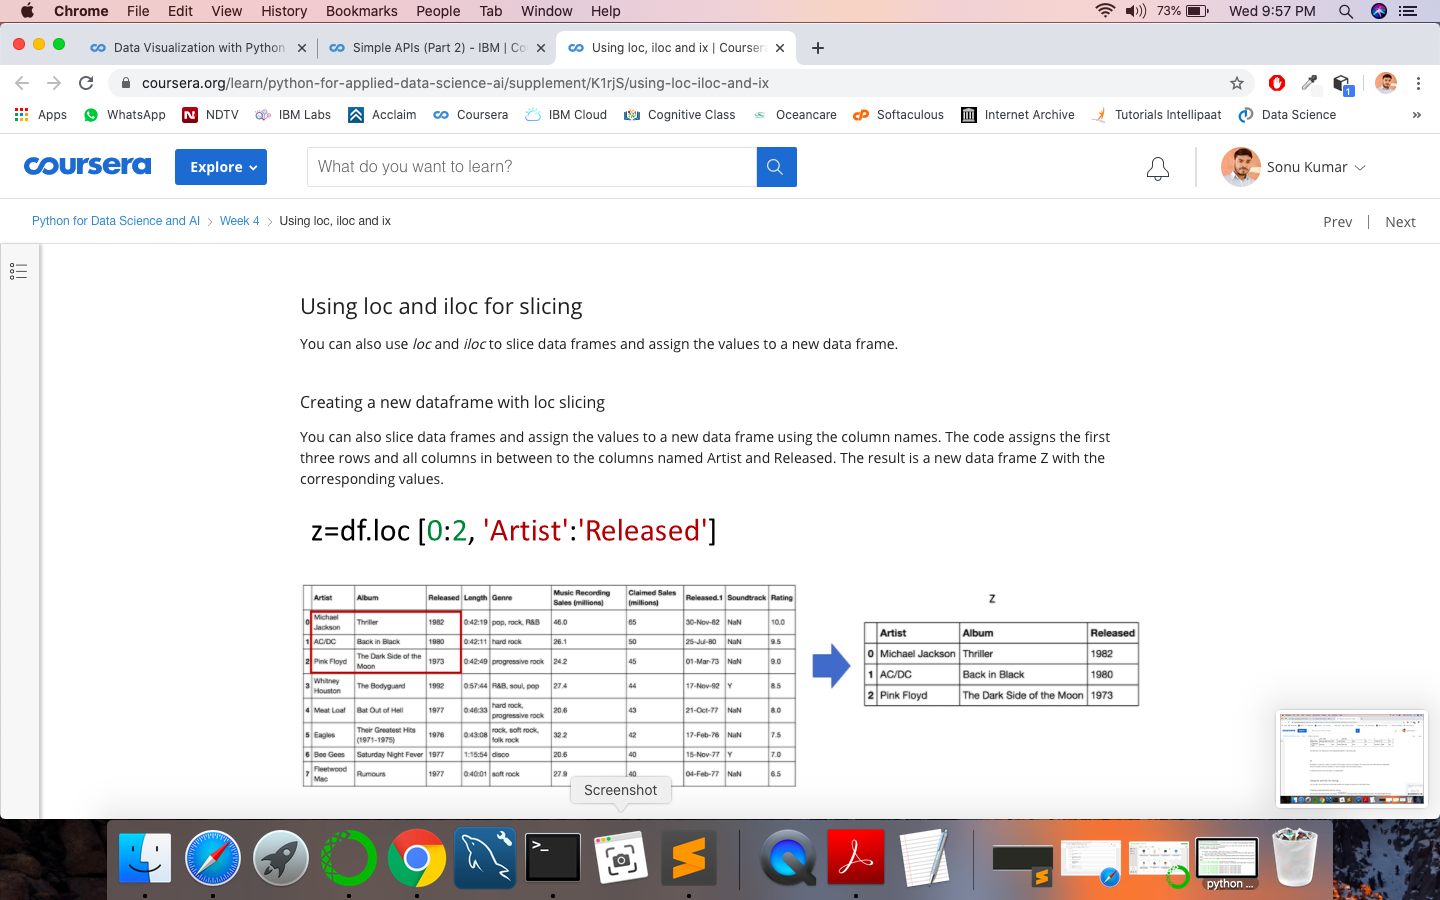 Chrome File Edit View History Bookmarks People Tab Window Help 73% Wed 9:57 PM
Data Visualization with Python Simple APIs (Part 2) - IBM | Co Using loc, iloc and ix | Courser
coursera.org/learn/python-for-applied-data-science-ai/supplement/K1rjS/using-loc-iloc-and-ix 1
Apps WhatsApp N NDTV IBM Labs Acclaim Coursera IBM Cloud Cognitive Class Oceancare Softaculous Internet Archive Tutorials Intellipaat Data Science »
coursera Explore What do you want to learn? Sonu Kumar
Python for Data Science and AI > Week 4 > Using loc, iloc and ix Prev | Next
Using loc and iloc for slicing
You can also use loc and iloc to slice data frames and assign the values to a new data frame.
Creating a new dataframe with loc slicing
You can also slice data frames and assign the values to a new data frame using the column names. The code assigns the first
three rows and all columns in between to the columns named Artist and Released. The result is a new data frame Z with the
corresponding values.
z=df.loc [0:2, 'Artist':'Released']
Artist Album Released Length Genre Music Recording Sales (millions) Claimed Sales (millions) Released.1 Soundtrack Rating
0 Michael Jackson Thriller 1982 0:42:19 pop, rock, R&B 46.0 65 30-Nov-82 NaN 10.0
1 AC/DC Back in Black 1980 0:42:11 hard rock 26.1 50 25-Jul-80 NaN 9.5
2 Pink Floyd The Dark Side of the Moon 1973 0:42:49 progressive rock 24.2 45 01-Mar-73 NaN 9.0
3 Whitney Houston The Bodyguard 1992 0:57:44 R&B, soul, pop 27.4 44 17-Nov-92 Y 8.5
4 Meat Loaf Bat Out of Hell 1977 0:46:33 hard rock, progressive rock 20.6 43 21-Oct-77 NaN 8.0
5 Eagles Their Greatest Hits (1971-1975) 1976 0:43:08 rock, soft rock, folk rock 32.2 42 17-Feb-76 NaN 7.5
6 Bee Gees Saturday Night Fever 1977 1:15:54 disco 20.6 40 15-Nov-77 Y 7.0
7 Fleetwood Mac Rumours 1977 0:40:01 soft rock 27.9 40 04-Feb-77 NaN 6.5
z
Artist Album Released
0 Michael Jackson Thriller 1982
1 AC/DC Back in Black 1980
2 Pink Floyd The Dark Side of the Moon 1973
Screenshot
>_
python ...